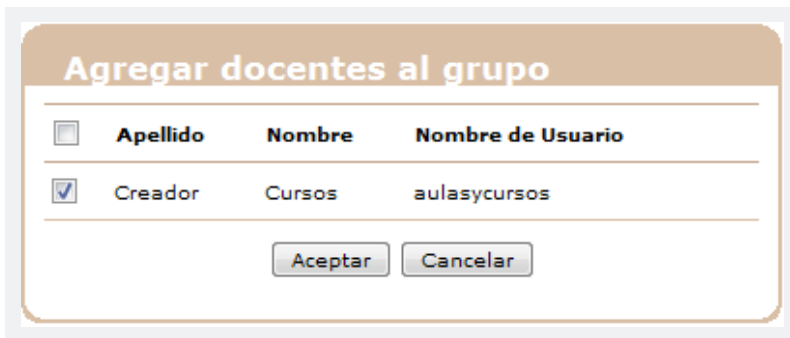 Agregar docentes al grupo
Apellido Nombre Nombre de Usuario
Creador Cursos aulasycursos
Aceptar Cancelar